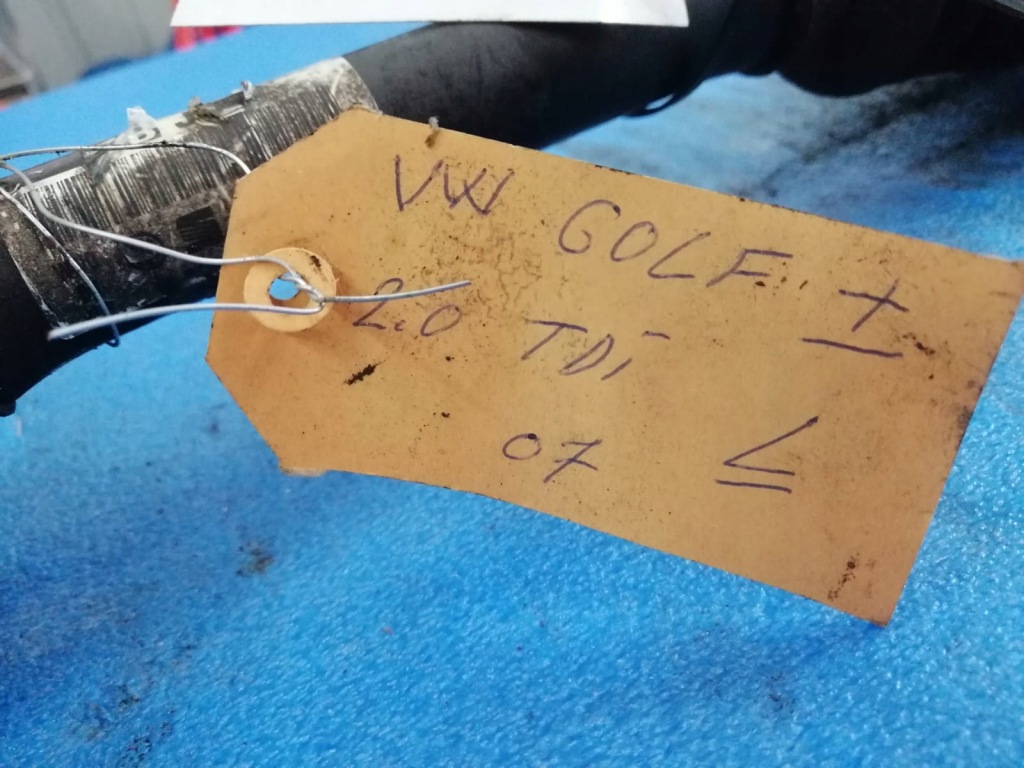 VW GOLF +
2.0 TDi
07 L